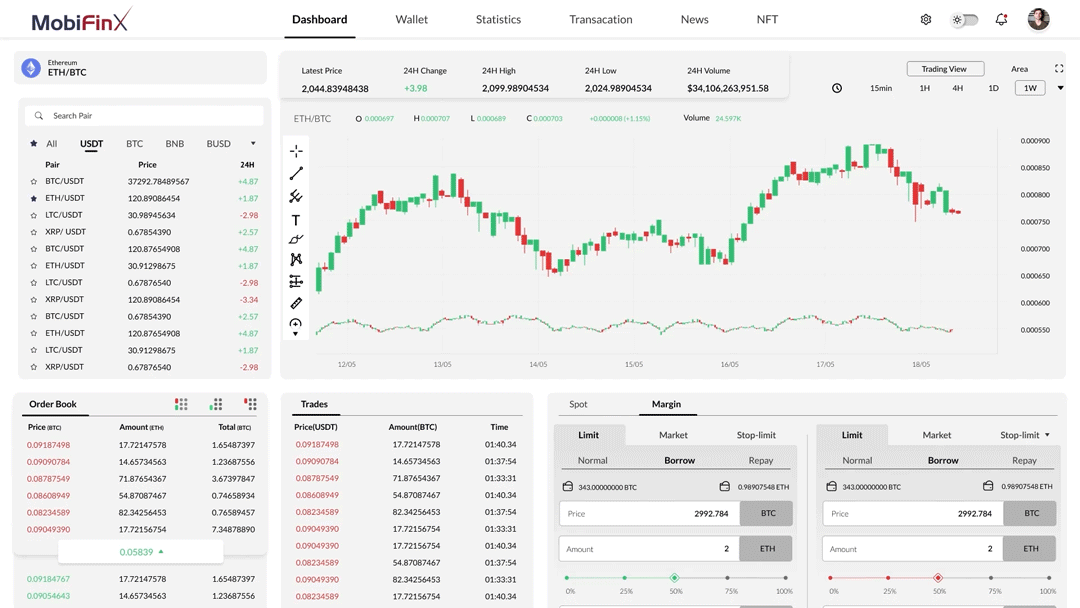 MobiFinX
Dashboard Wallet Statistics Transacation News NFT
Ethereum
ETH/BTC
Search Pair
All USDT BTC BNB BUSD
Pair Price 24H
BTC/USDT 37292.78489567 +4.87
ETH/USDT 120.89086454 +1.87
LTC/USDT 30.98945634 -2.98
XRP/ USDT 0.67854390 +2.57
BTC/USDT 120.87654908 +4.87
ETH/USDT 30.91298675 +1.87
LTC/USDT 0.67876540 -2.98
XRP/USDT 120.89086454 -3.34
BTC/USDT 0.67854390 +2.57
ETH/USDT 120.87654908 +4.87
LTC/USDT 30.91298675 +1.87
XRP/USDT 0.67876540 -2.98
Latest Price 24H Change 24H High 24H Low 24H Volume
2,044.83948438 +3.98 2,099.98904534 2,024.98904534 $34,106,263,951.58
Trading View Area
15min 1H 4H 1D 1W
ETH/BTC O 0.000697 H 0.000707 L 0.000689 C 0.000703 +0.000008 (+1.15%) Volume 24.597K
T
0.000900
0.000850
0.000800
0.000750
0.000700
0.000650
0.000600
0.000550
12/05 13/05 14/05 15/05 16/05 17/05 18/05
Order Book
Price (BTC) Amount (ETH) Total (BTC)
0.09187498 17.72147578 1.65487397
0.09090784 14.65734563 1.23687556
0.08787549 71.87654367 3.67397847
0.08608949 54.87087467 0.74658934
0.08234589 82.34256453 0.76589457
0.09049390 17.72156754 7.34878890
0.05839
0.09184767 17.72147578 1.65487397
0.09054643 14.65734563 1.23687556
Trades
Price(USDT) Amount(BTC) Time
0.09187498 17.72147578 01:40.34
0.09090784 14.65734563 01:37:54
0.08787549 71.87654367 01:33:31
0.08608949 54.87087467 01:40.34
0.08234589 82.34256453 01:37:54
0.09049390 17.72156754 01:33:31
0.09049390 17.72156754 01:40.34
0.08234589 54.87087467 01:37:54
0.09049390 82.34256453 01:33:31
0.08234589 17.72156754 01:40.34
Spot Margin
Limit Market Stop-limit
Normal Borrow Repay
343.00000000 BTC 0.98907548 ETH
Price 2992.784 BTC
Amount 2 ETH
0% 25% 50% 75% 100%
Limit Market Stop-limit
Normal Borrow Repay
343.00000000 BTC 0.98907548 ETH
Price 2992.784 BTC
Amount 2 ETH
0% 25% 50% 75% 100%